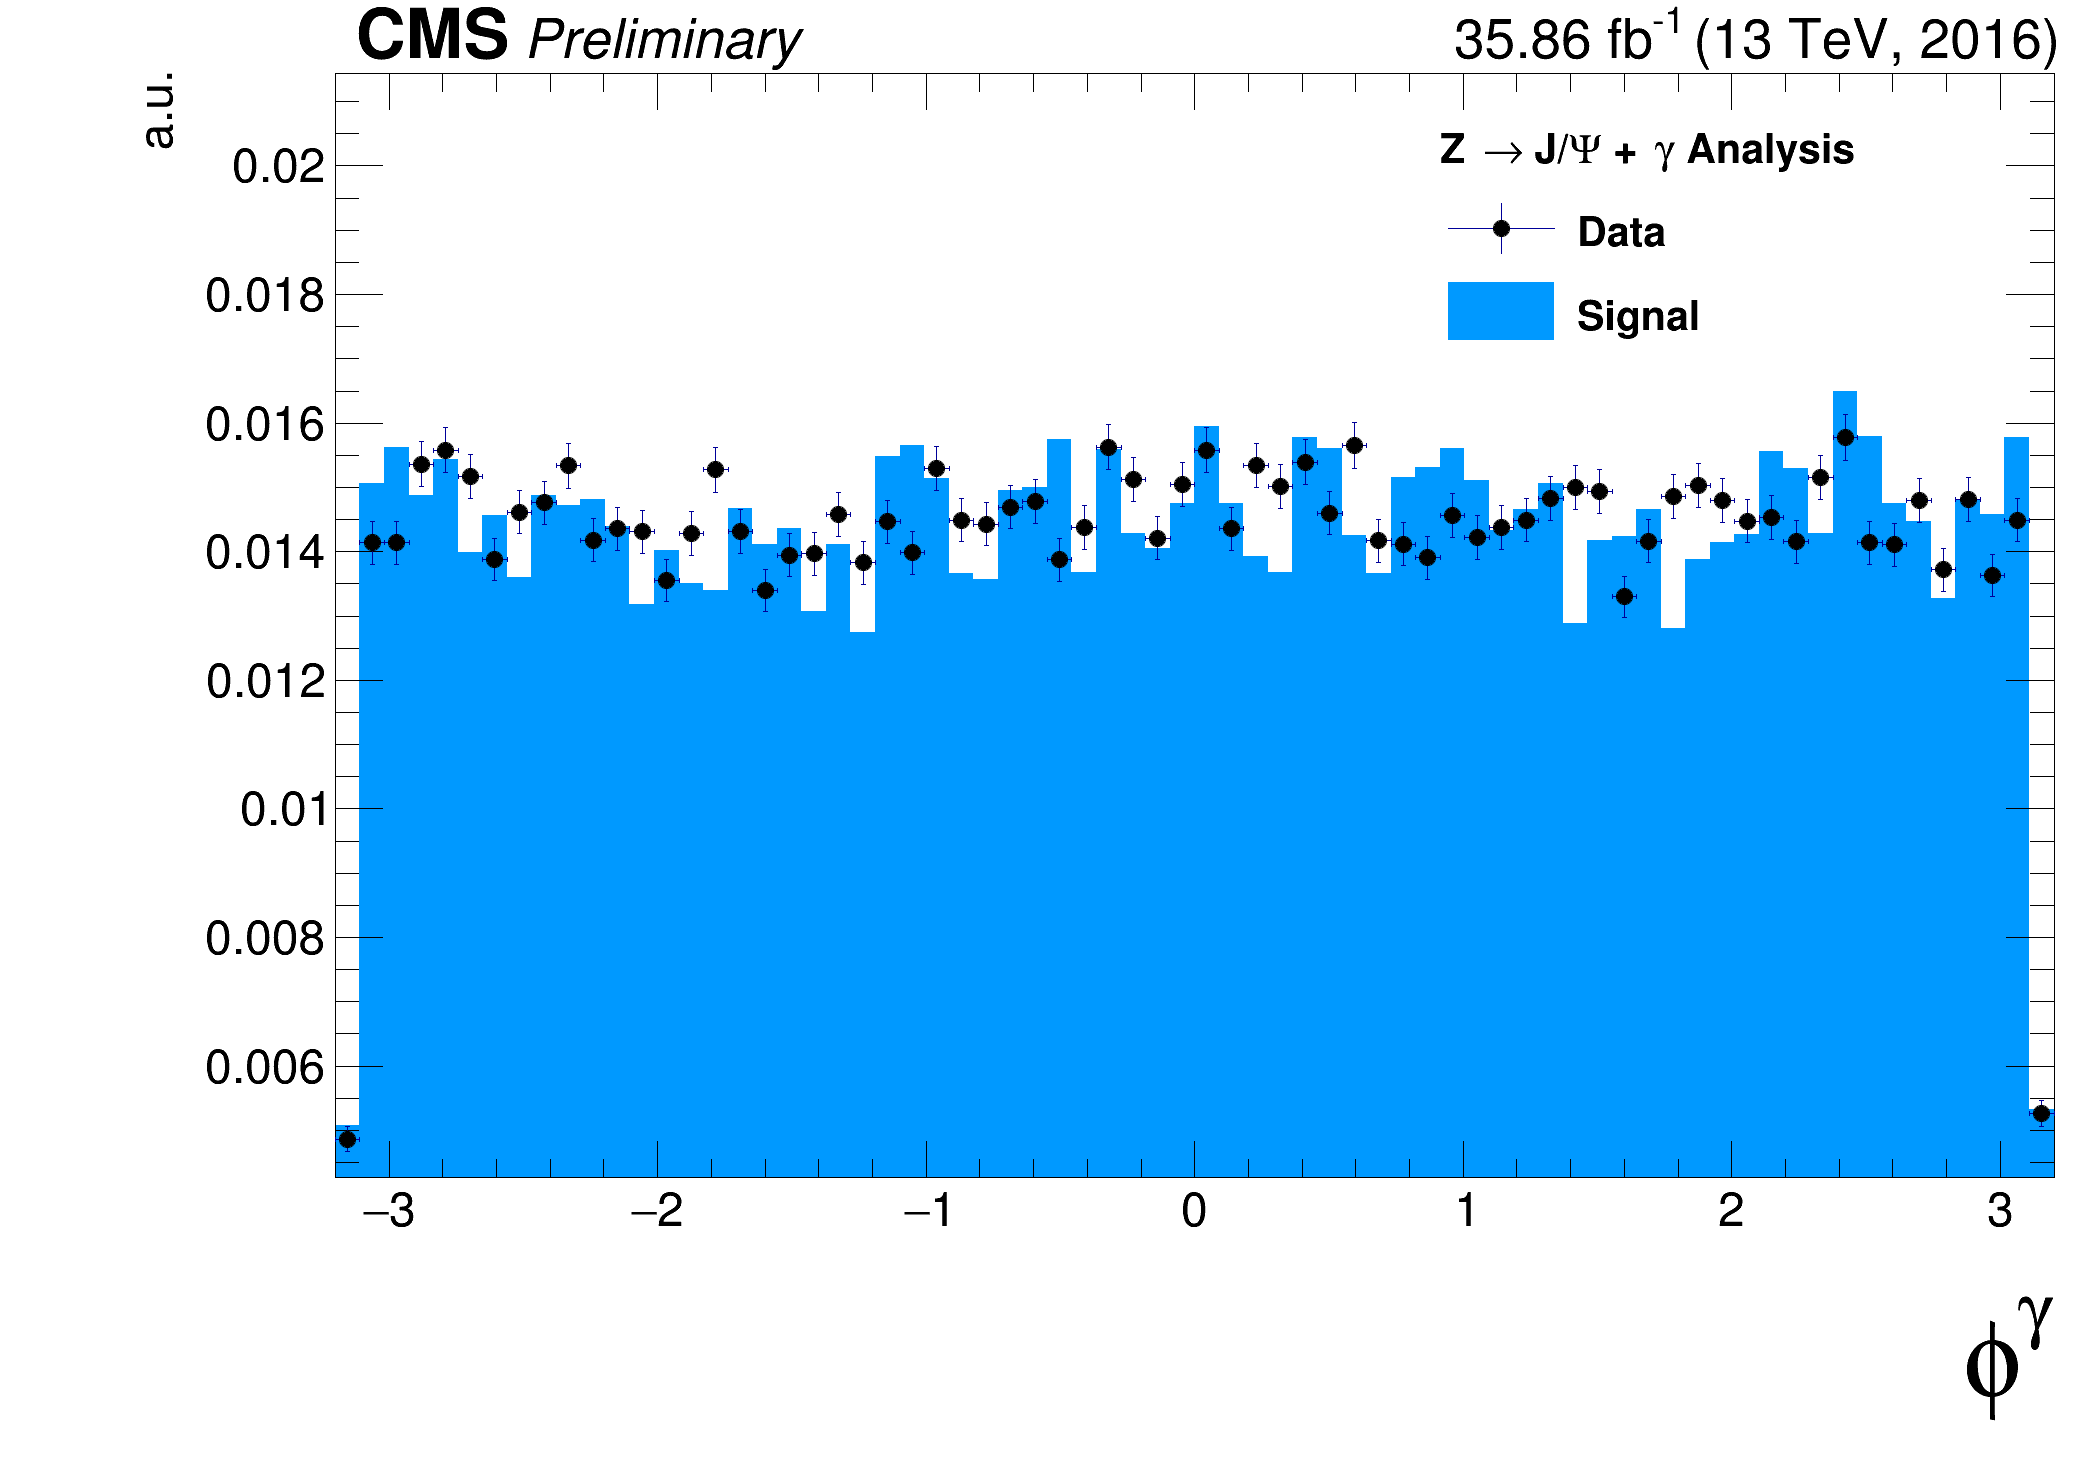 CMS Preliminary 35.86 fb⁻¹ (13 TeV, 2016)
a.u.
Z → J/Ψ + γ Analysis
Data
Signal
0.02
0.018
0.016
0.014
0.012
0.01
0.008
0.006
−3 −2 −1 0 1 2 3
ϕ^γ